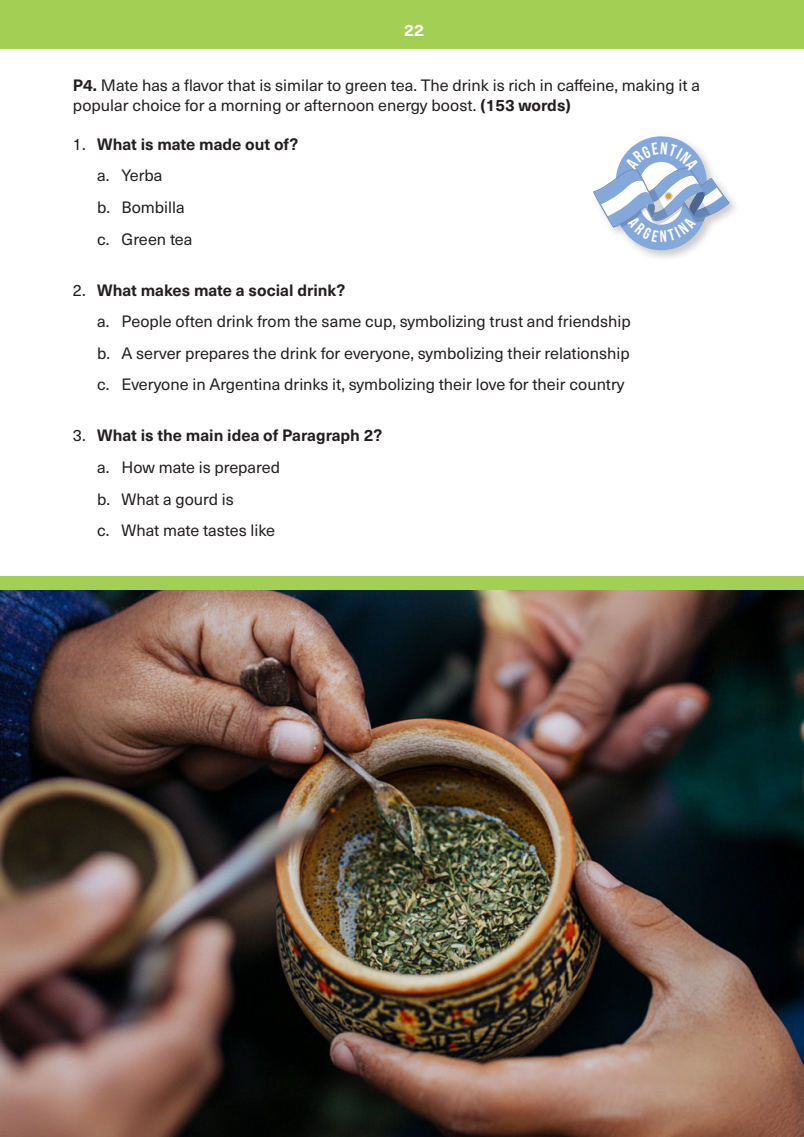 22
P4. Mate has a flavor that is similar to green tea. The drink is rich in caffeine, making it a
popular choice for a morning or afternoon energy boost. (153 words)
1. What is mate made out of?
a. Yerba
b. Bombilla
c. Green tea
ARGENTINA
ARGENTINA
2. What makes mate a social drink?
a. People often drink from the same cup, symbolizing trust and friendship
b. A server prepares the drink for everyone, symbolizing their relationship
c. Everyone in Argentina drinks it, symbolizing their love for their country
3. What is the main idea of Paragraph 2?
a. How mate is prepared
b. What a gourd is
c. What mate tastes like